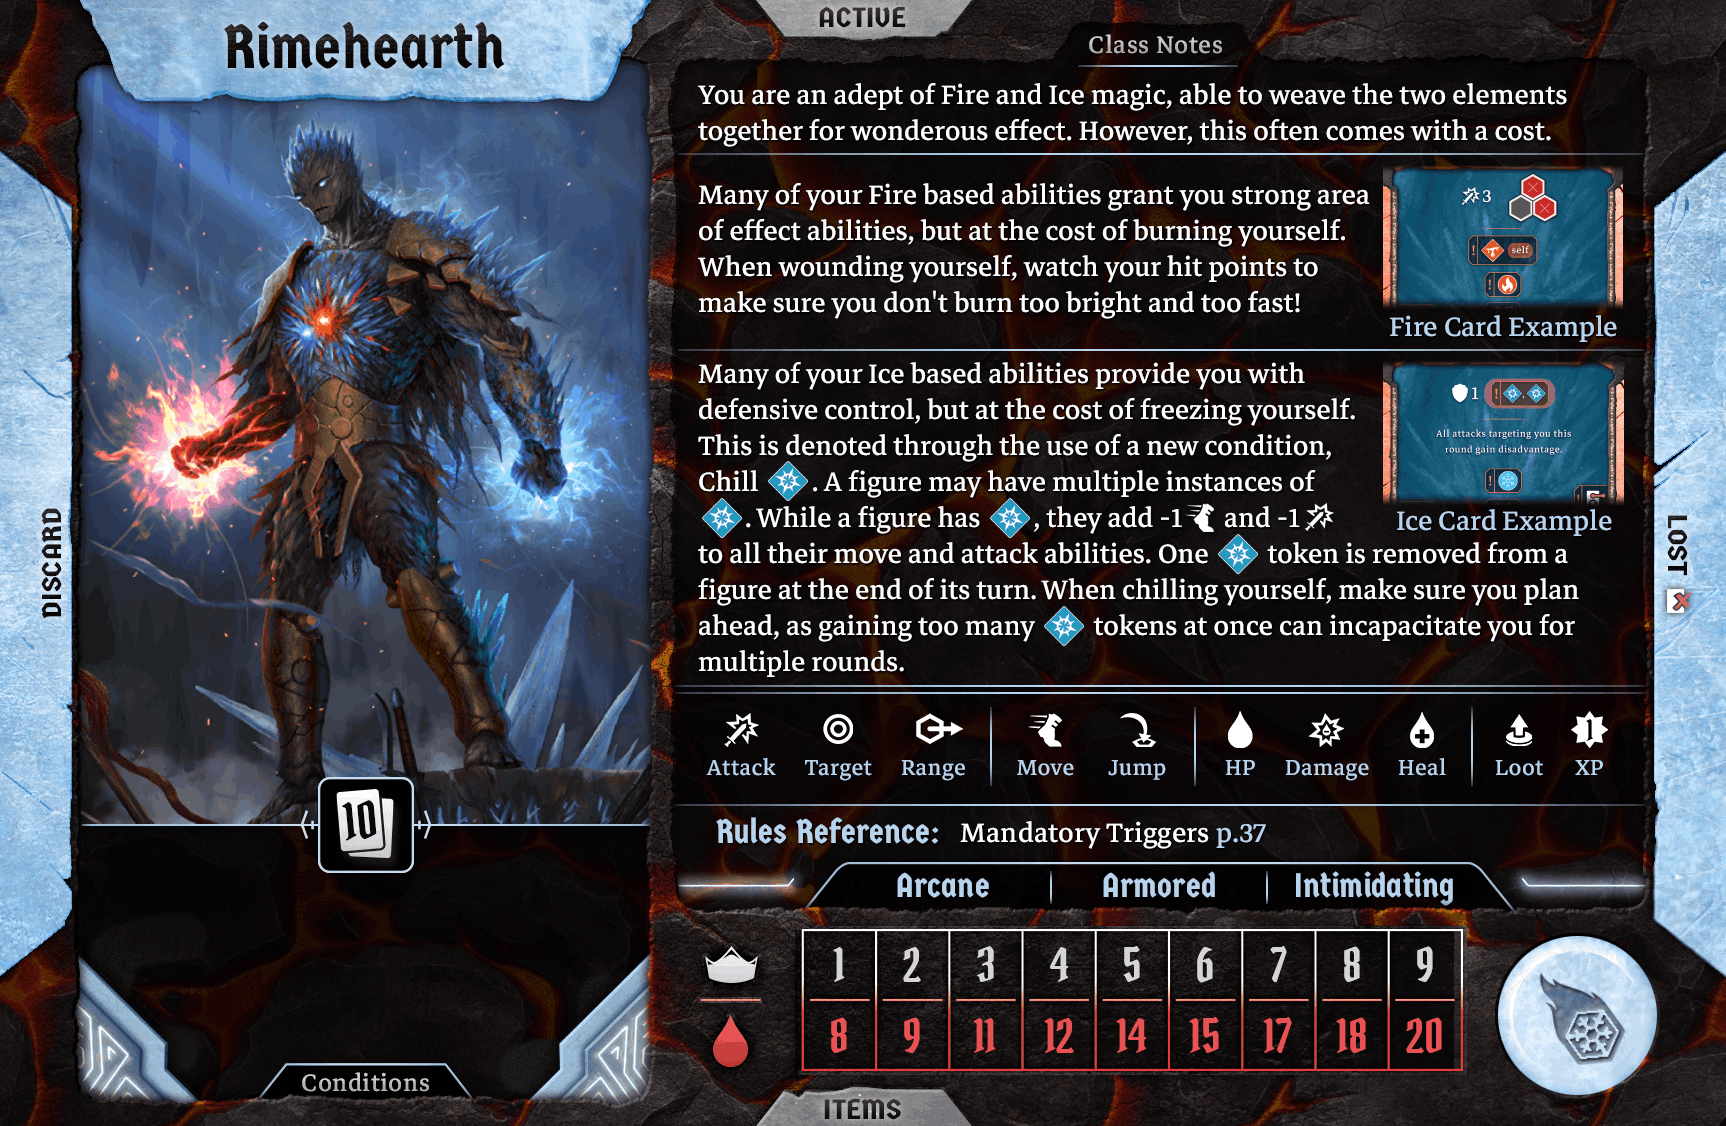 ACTIVE
Rimehearth
Class Notes
You are an adept of Fire and Ice magic, able to weave the two elements
together for wonderous effect. However, this often comes with a cost.
Many of your Fire based abilities grant you strong area
of effect abilities, but at the cost of burning yourself.
When wounding yourself, watch your hit points to
make sure you don't burn too bright and too fast!
3
! self
!
Fire Card Example
Many of your Ice based abilities provide you with
defensive control, but at the cost of freezing yourself.
This is denoted through the use of a new condition,
Chill . A figure may have multiple instances of
. While a figure has , they add -1 and -1
to all their move and attack abilities. One token is removed from a
figure at the end of its turn. When chilling yourself, make sure you plan
ahead, as gaining too many tokens at once can incapacitate you for
multiple rounds.
1 ! ,
All attacks targeting you this
round gain disadvantage.
!
Ice Card Example
DISCARD
LOST
Attack Target Range Move Jump HP Damage Heal Loot 1 XP
10
Rules Reference: Mandatory Triggers p.37
Arcane Armored Intimidating
1 2 3 4 5 6 7 8 9
8 9 11 12 14 15 17 18 20
Conditions
ITEMS